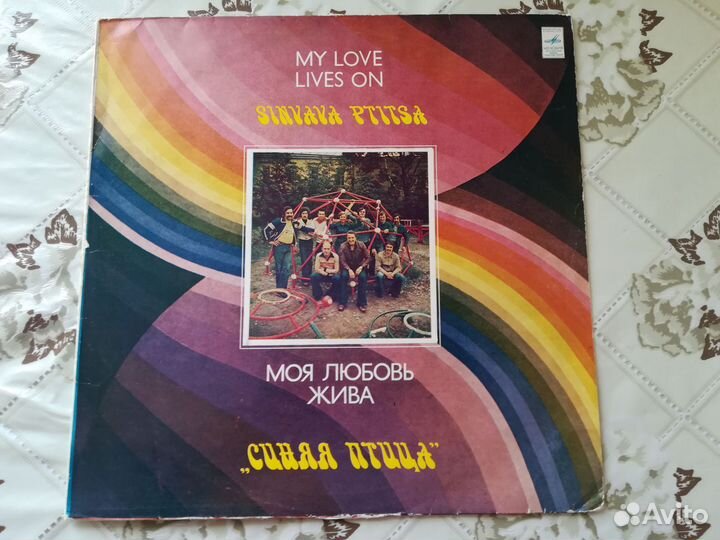 MY LOVE
LIVES ON
SINYAYA PTITSA
МОЯ ЛЮБОВЬ
ЖИВА
„СИНЯЯ ПТИЦА”
Avito